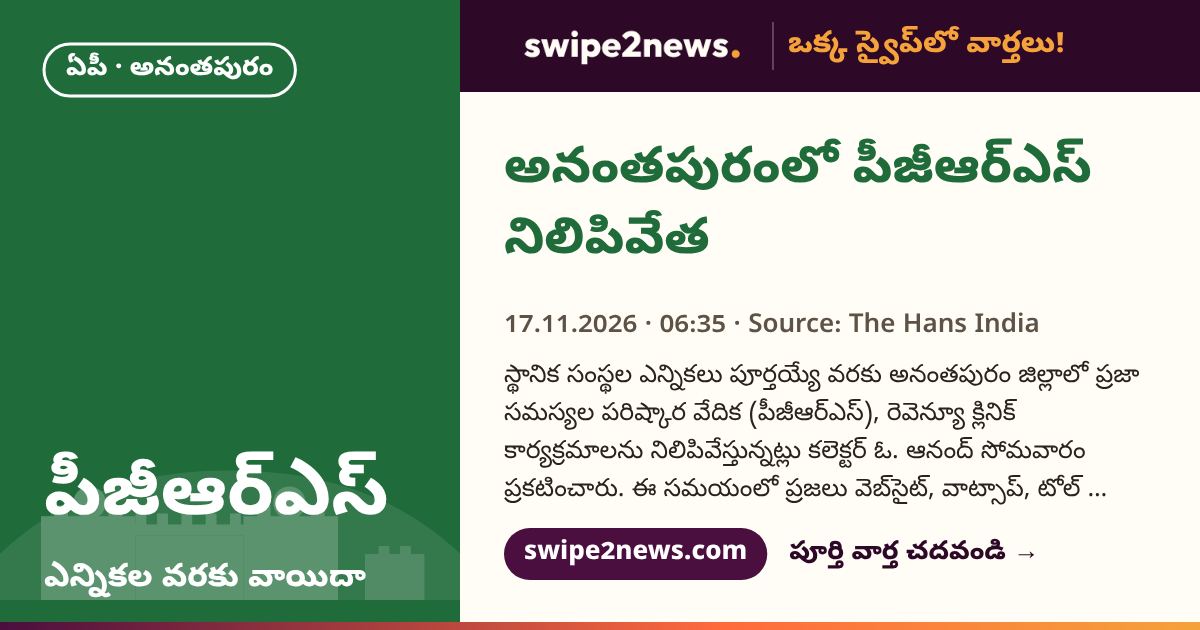 ఏపీ · అనంతపురం
పీజీఆర్ఎస్
ఎన్నికల వరకు వాయిదా
swipe2news.
ఒక్క స్వైప్‌లో వార్తలు!
అనంతపురంలో పీజీఆర్ఎస్
నిలిపివేత
17.11.2026 · 06:35 · Source: The Hans India
స్థానిక సంస్థల ఎన్నికలు పూర్తయ్యే వరకు అనంతపురం జిల్లాలో ప్రజా
సమస్యల పరిష్కార వేదిక (పీజీఆర్ఎస్), రెవెన్యూ క్లినిక్
కార్యక్రమాలను నిలిపివేస్తున్నట్లు కలెక్టర్ ఓ. ఆనంద్ సోమవారం
ప్రకటించారు. ఈ సమయంలో ప్రజలు వెబ్‌సైట్, వాట్సాప్, టోల్ ...
swipe2news.com
పూర్తి వార్త చదవండి →